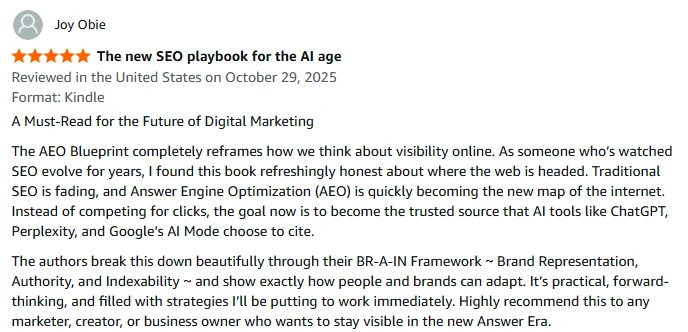 Joy Obie
The new SEO playbook for the AI age
Reviewed in the United States on October 29, 2025
Format: Kindle
A Must-Read for the Future of Digital Marketing
The AEO Blueprint completely reframes how we think about visibility online. As someone who's watched
SEO evolve for years, I found this book refreshingly honest about where the web is headed. Traditional
SEO is fading, and Answer Engine Optimization (AEO) is quickly becoming the new map of the internet.
Instead of competing for clicks, the goal now is to become the trusted source that AI tools like ChatGPT,
Perplexity, and Google's AI Mode choose to cite.
The authors break this down beautifully through their BR-A-IN Framework ~ Brand Representation,
Authority, and Indexability ~ and show exactly how people and brands can adapt. It's practical, forward-
thinking, and filled with strategies I'll be putting to work immediately. Highly recommend this to any
marketer, creator, or business owner who wants to stay visible in the new Answer Era.